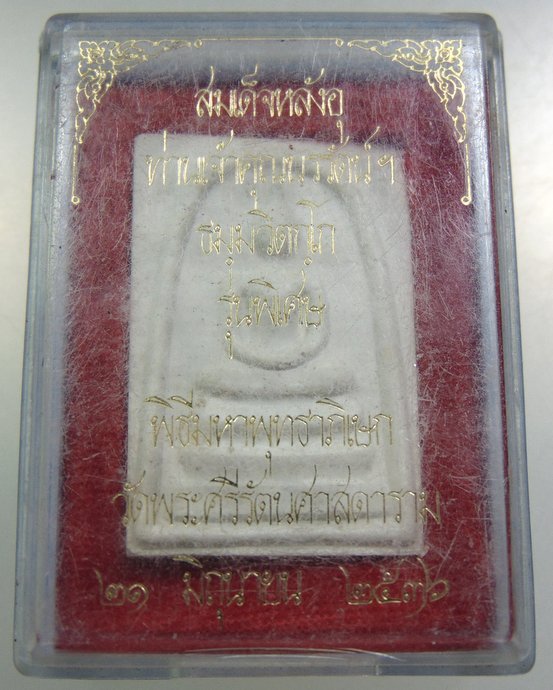 สมเด็จหลังอุ
ท่านเจ้าคุณนรรัตน์ฯ
ธมฺมวิตกฺโก
รุ่นพิเศษ
พิธีมหาพุทธาภิเษก
วัดพระศรีรัตนศาสดาราม
๒๑ มิถุนายน ๒๕๓๖